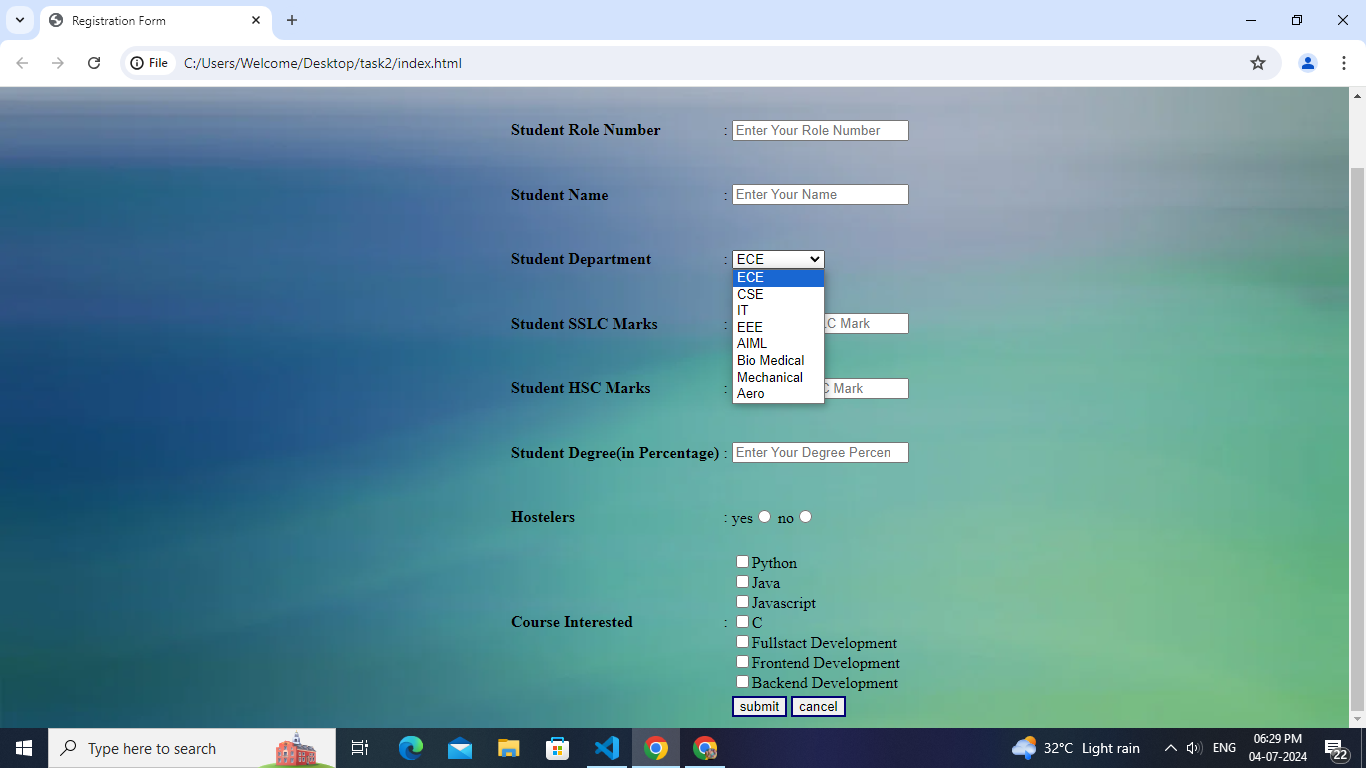 Registration Form
File C:/Users/Welcome/Desktop/task2/index.html
Student Role Number : Enter Your Role Number
Student Name : Enter Your Name
Student Department : ECE
ECE
CSE
IT
EEE
AIML
Bio Medical
Mechanical
Aero
Student SSLC Marks : LC Mark
Student HSC Marks : C Mark
Student Degree(in Percentage) : Enter Your Degree Percen
Hostelers : yes no
Python
Java
Javascript
Course Interested : C
Fullstact Development
Frontend Development
Backend Development
submit cancel
Type here to search 32°C Light rain ENG 06:29 PM
04-07-2024 22